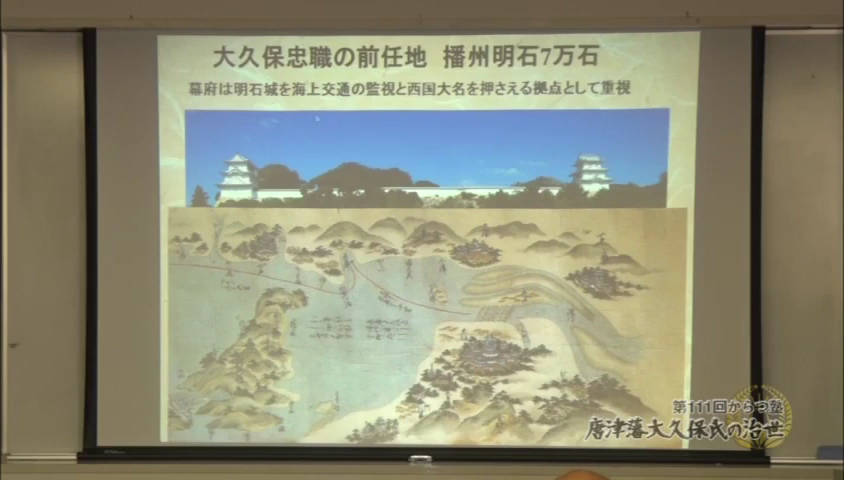 大久保忠職の前任地 播州明石7万石
幕府は明石城を海上交通の監視と西国大名を押さえる拠点として重視
第111回からつ塾
唐津藩大久保氏の治世